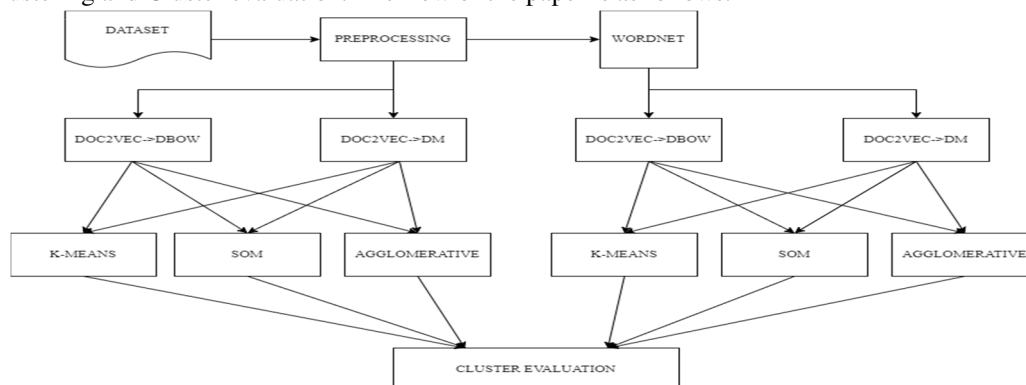 DATASET
PREPROCESSING
WORDNET
DOC2VEC->DBOW
DOC2VEC->DM
DOC2VEC->DBOW
DOC2VEC->DM
K-MEANS
SOM
AGGLOMERATIVE
K-MEANS
SOM
AGGLOMERATIVE
CLUSTER EVALUATION